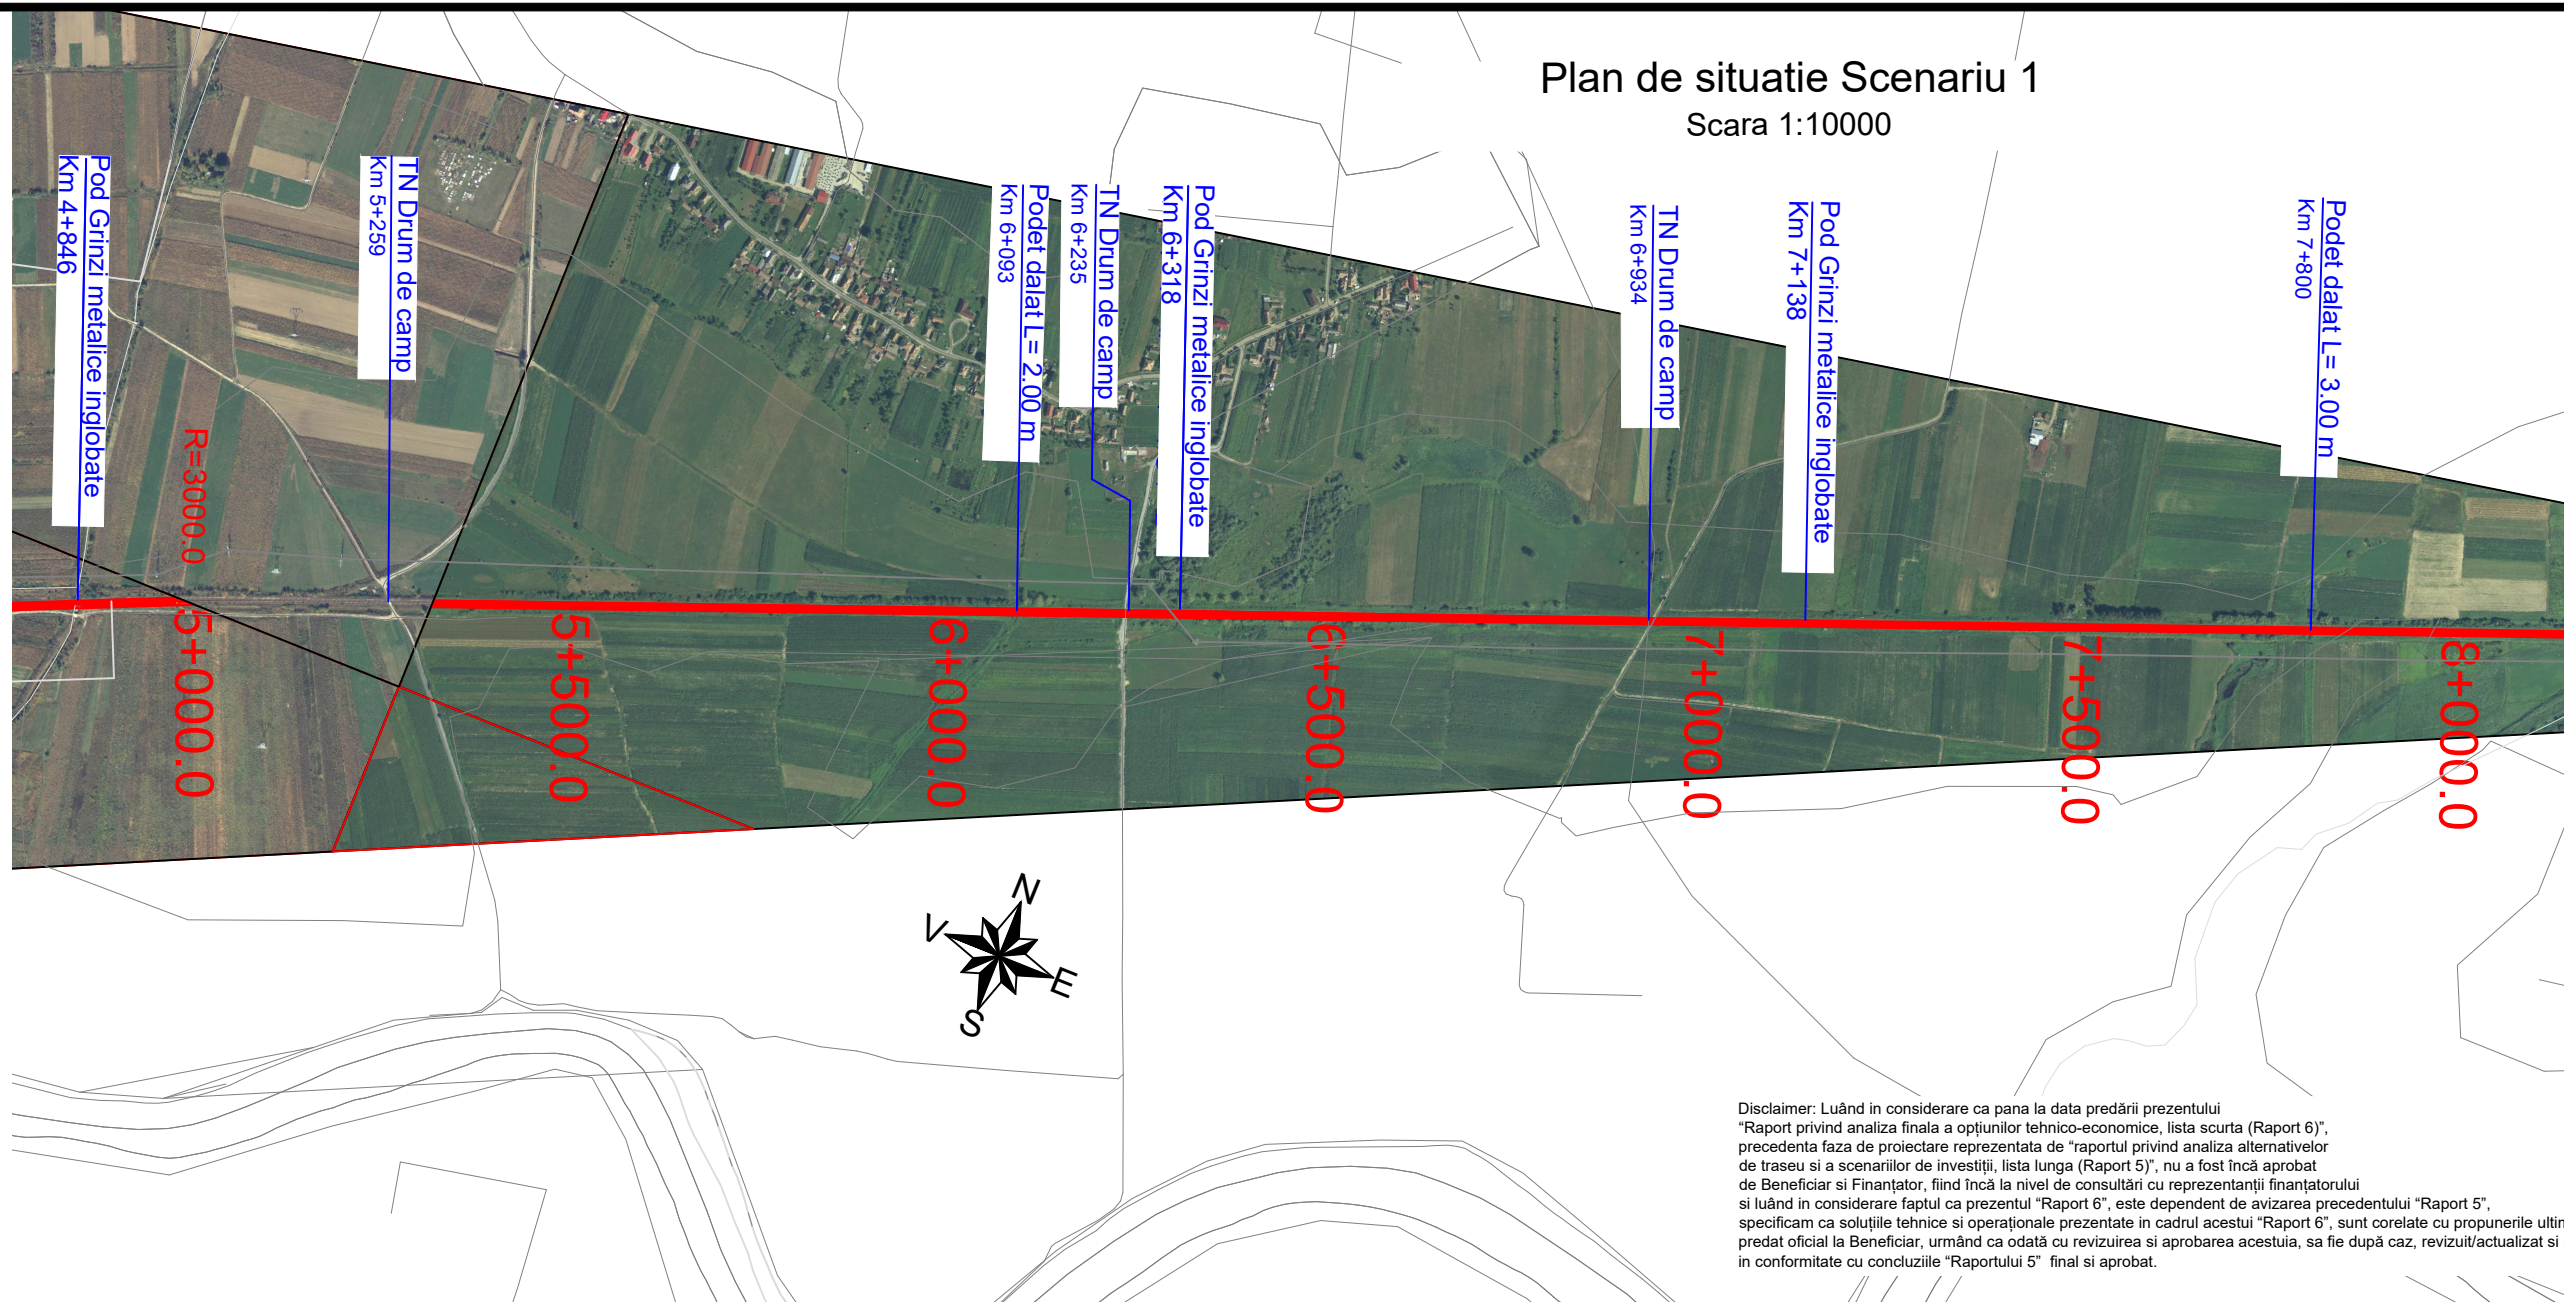 Plan de situatie Scenariu 1
Scara 1:10000
Pod Grinzi metalice inglobate
Km 4+846
TN Drum de camp
Km 5+259
Podet dalat L= 2.00 m
Km 6+093
TN Drum de camp
Km 6+235
Pod Grinzi metalice inglobate
Km 6+318
TN Drum de camp
Km 6+934
Pod Grinzi metalice inglobate
Km 7+138
Podet dalat L= 3.00 m
Km 7+800
R=3000.0
5+000.0
5+500.0
6+000.0
6+500.0
7+000.0
7+500.0
8+000.0
N
V
E
S
Disclaimer: Luând in considerare ca pana la data predării prezentului
“Raport privind analiza finala a opțiunilor tehnico-economice, lista scurta (Raport 6)”,
precedenta faza de proiectare reprezentata de “raportul privind analiza alternativelor
de traseu si a scenariilor de investiții, lista lunga (Raport 5)”, nu a fost încă aprobat
de Beneficiar si Finanțator, fiind încă la nivel de consultări cu reprezentanții finanțatorului
si luând in considerare faptul ca prezentul “Raport 6”, este dependent de avizarea precedentului “Raport 5”,
specificam ca soluțiile tehnice si operaționale prezentate in cadrul acestui “Raport 6”, sunt corelate cu propunerile
predat oficial la Beneficiar, urmând ca odată cu revizuirea si aprobarea acestuia, sa fie după caz, revizuit/actualizat si
in conformitate cu concluziile “Raportului 5” final si aprobat.